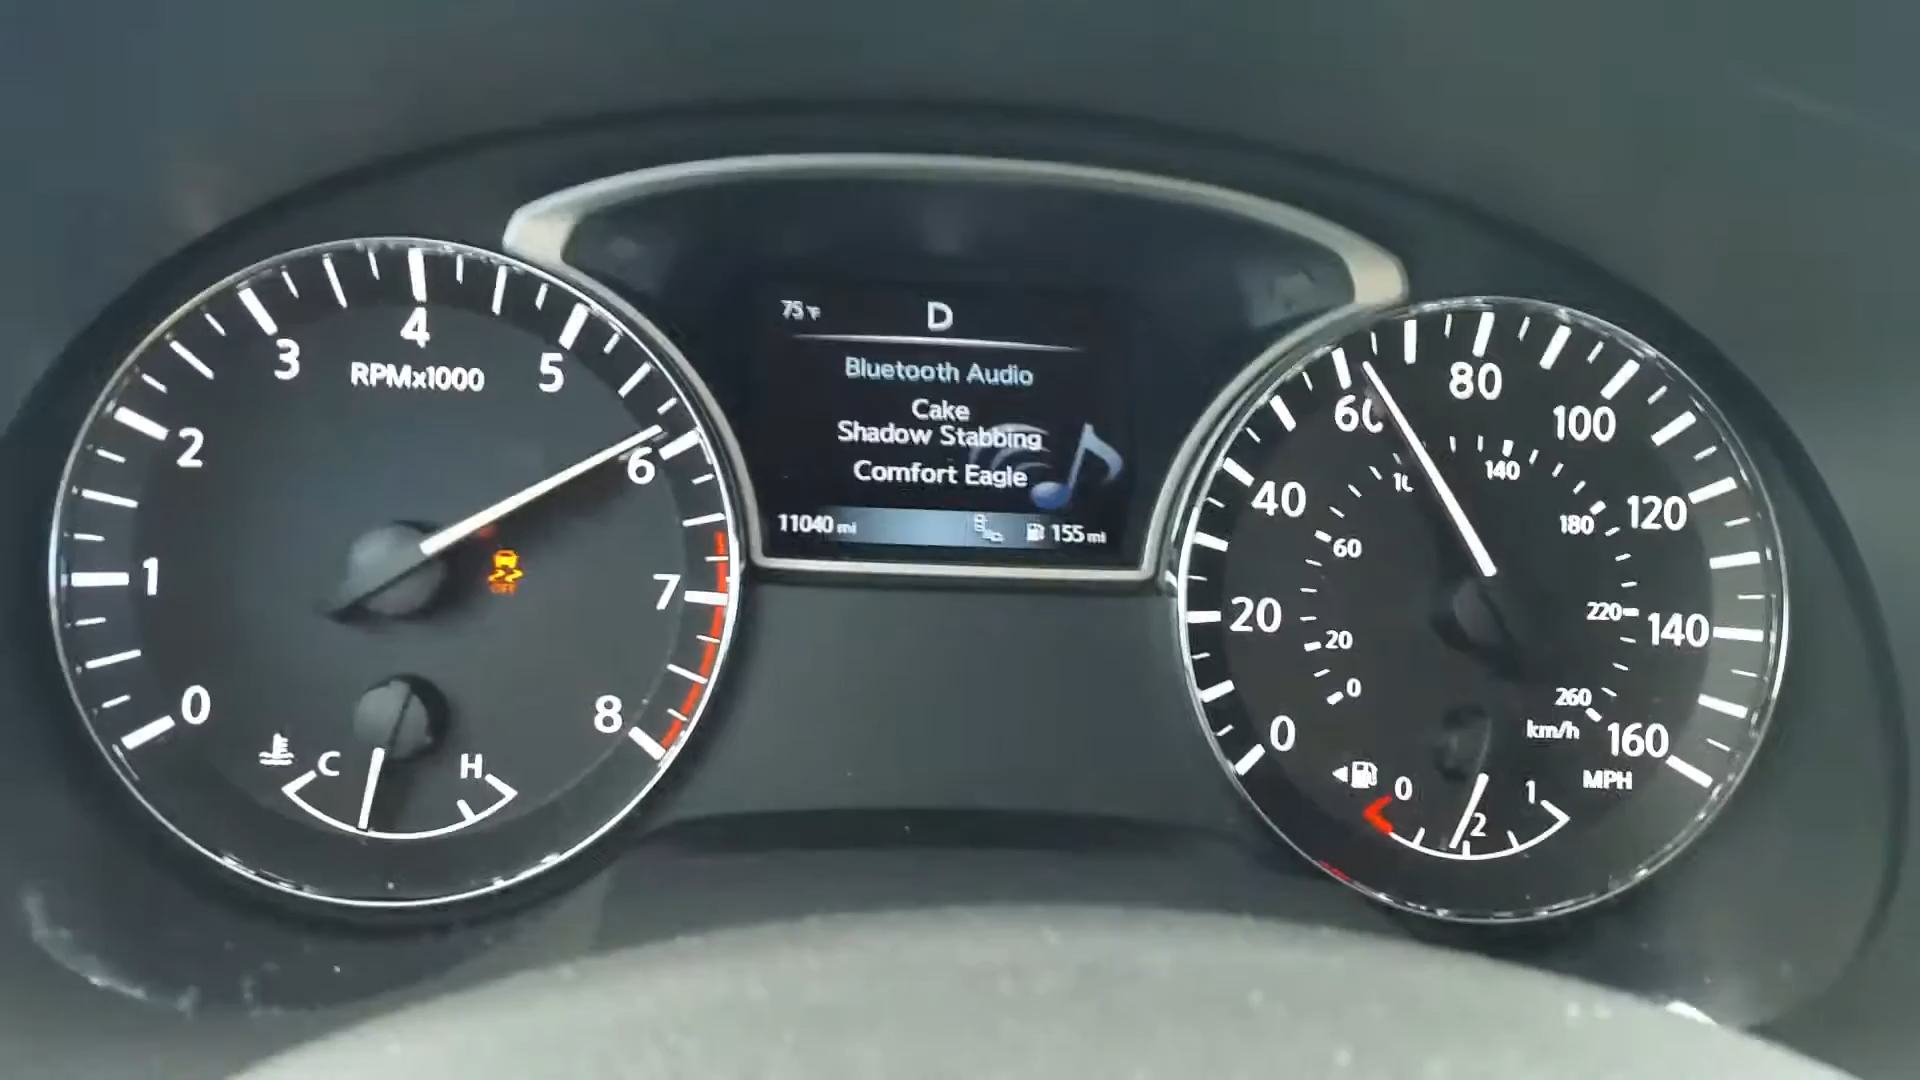 75°F
D
Bluetooth Audio
Cake
Shadow Stabbing
Comfort Eagle
11040 mi
155 mi
0
1
2
3
4
5
6
7
8
RPMx1000
OFF
C
H
0
20
40
60
80
100
120
140
160
MPH
0
20
60
140
180
220
260
km/h
0
1
2
1